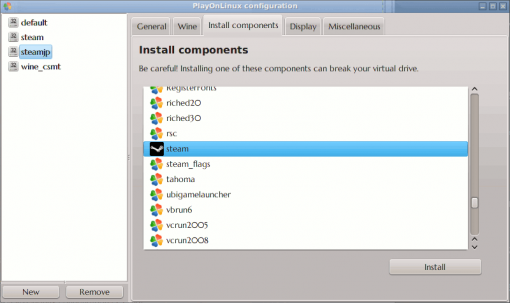 PlayOnLinux configuration
default
steam
steamjp
wine_csmt
General
Wine
Install components
Display
Miscellaneous
Install components
Be careful! Installing one of these components can break your virtual drive.
RegisterFonts
riched20
riched30
rsc
steam
steam_flags
tahoma
ubigamelauncher
vbrun6
vcrun2005
vcrun2008
Install
New
Remove